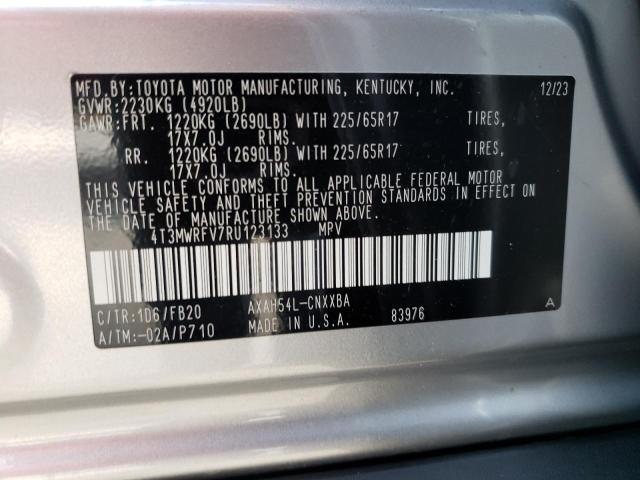 MFD.BY:TOYOTA MOTOR MANUFACTURING, KENTUCKY, INC. 12/23
GVWR:2230KG (4920LB)
GAWR:FRT. 1220KG (2690LB) WITH 225/65R17 TIRES,
17X7.0J RIMS.
RR. 1220KG (2690LB) WITH 225/65R17 TIRES,
17X7.0J RIMS.
THIS VEHICLE CONFORMS TO ALL APPLICABLE FEDERAL MOTOR
VEHICLE SAFETY AND THEFT PREVENTION STANDARDS IN EFFECT ON
THE DATE OF MANUFACTURE SHOWN ABOVE.
4T3MWRFV7RU123133 MPV
C/TR:1D6/FB20 AXAH54L-CNXXBA
A/TM:-02A/P710 MADE IN U.S.A. 83976 A